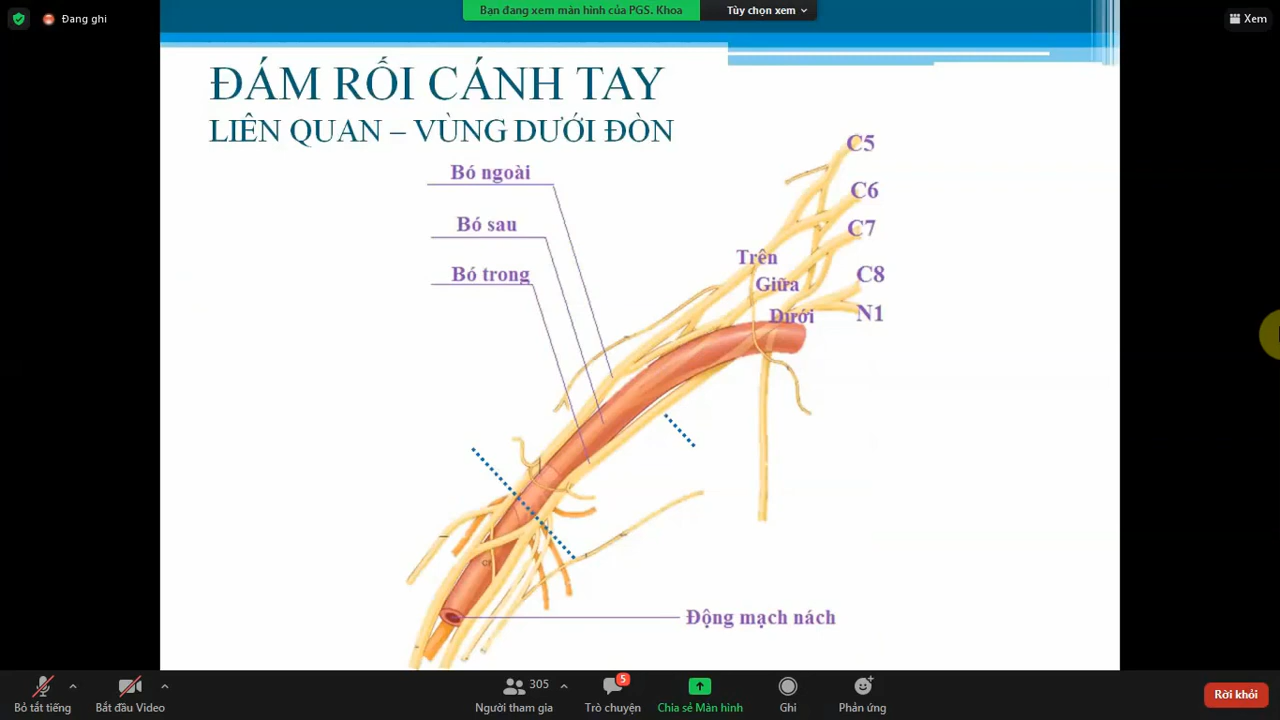 Đang ghi
Bạn đang xem màn hình của PGS. Khoa
Tùy chọn xem
Xem
ĐÁM RỐI CÁNH TAY
LIÊN QUAN – VÙNG DƯỚI ĐÒN
Bó ngoài
Bó sau
Bó trong
C5
C6
C7
C8
N1
Trên
Giữa
Dưới
Động mạch nách
Bỏ tắt tiếng
Bắt đầu Video
305
Người tham gia
5
Trò chuyện
Chia sẻ Màn hình
Ghi
Phản ứng
Rời khỏi